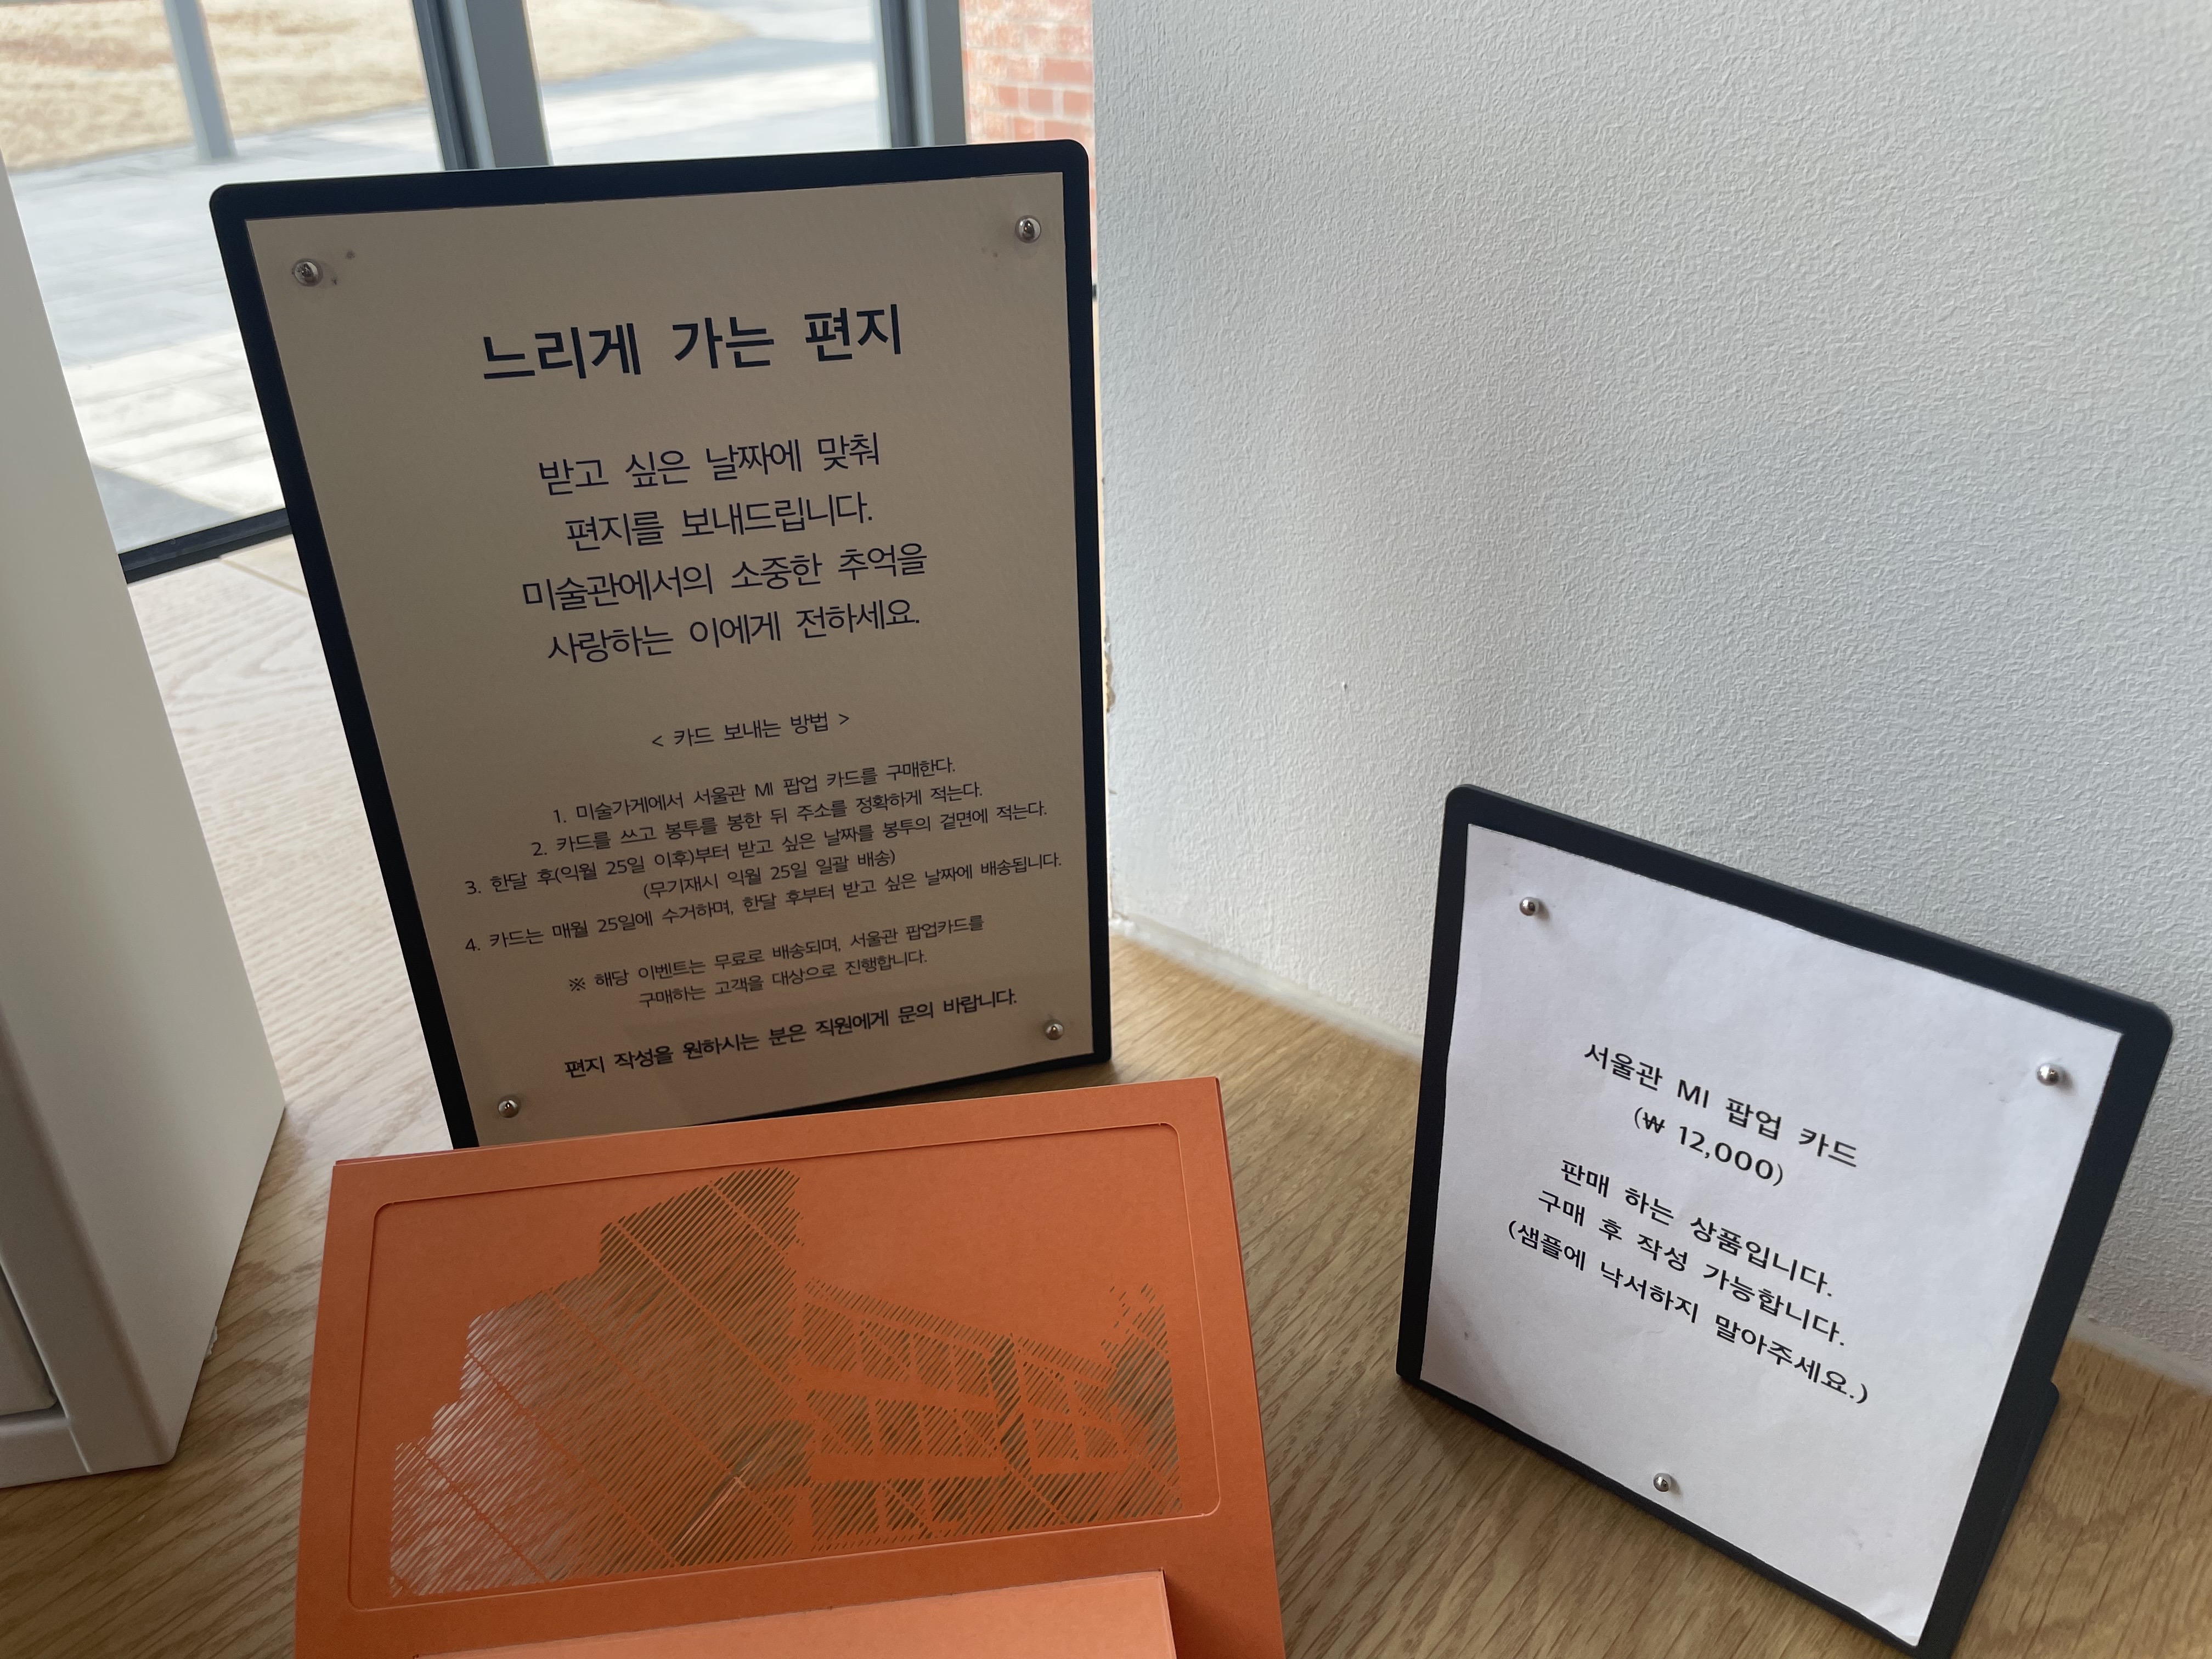 느리게 가는 편지
받고 싶은 날짜에 맞춰
편지를 보내드립니다.
미술관에서의 소중한 추억을
사랑하는 이에게 전하세요.
< 카드 보내는 방법 >
1. 미술가게에서 서울관 MI 팝업 카드를 구매한다.
2. 카드를 쓰고 봉투를 봉한 뒤 주소를 정확하게 적는다.
3. 한달 후(익월 25일 이후)부터 받고 싶은 날짜를 봉투의 겉면에 적는다.
(무기재시 익월 25일 일괄 배송)
4. 카드는 매월 25일에 수거하며, 한달 후부터 받고 싶은 날짜에 배송됩니다.
※ 해당 이벤트는 무료로 배송되며, 서울관 팝업카드를
구매하는 고객을 대상으로 진행합니다.
편지 작성을 원하시는 분은 직원에게 문의 바랍니다.
서울관 MI 팝업 카드
(₩ 12,000)
판매 하는 상품입니다.
구매 후 작성 가능합니다.
(샘플에 낙서하지 말아주세요.)